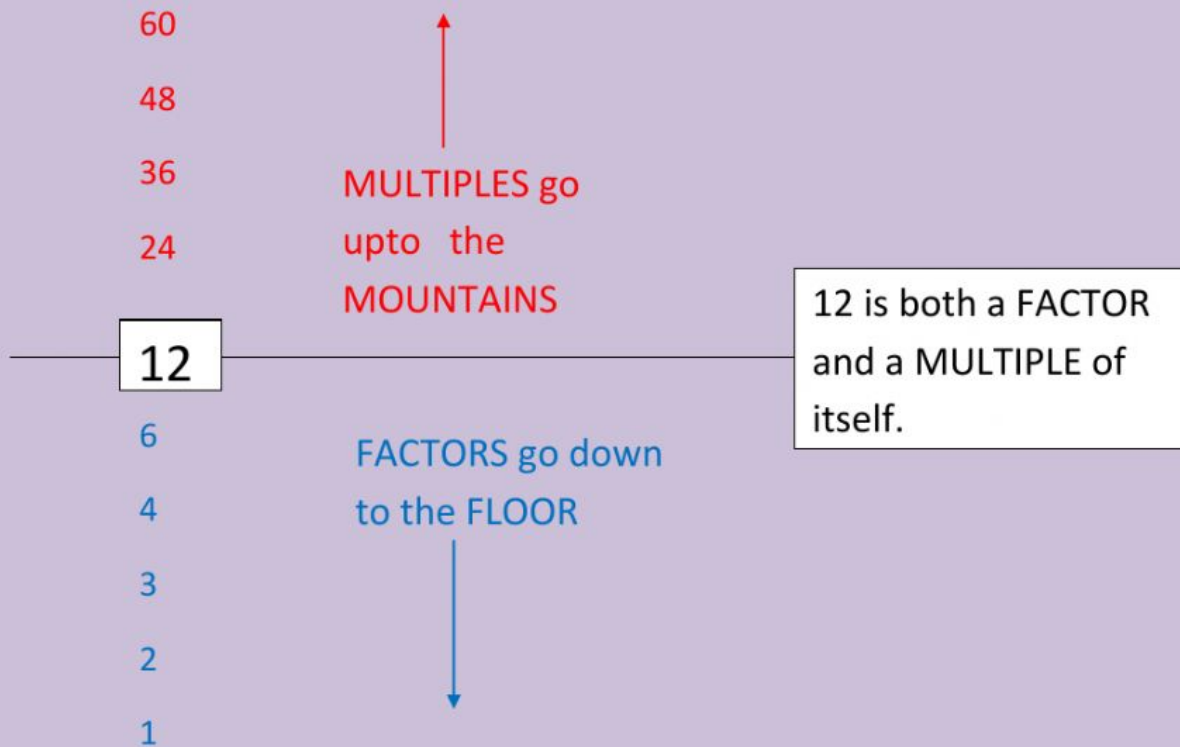 60
48
36
24
MULTIPLES go
upto the
MOUNTAINS
12
12 is both a FACTOR
and a MULTIPLE of
itself.
6
4
3
2
1
FACTORS go down
to the FLOOR